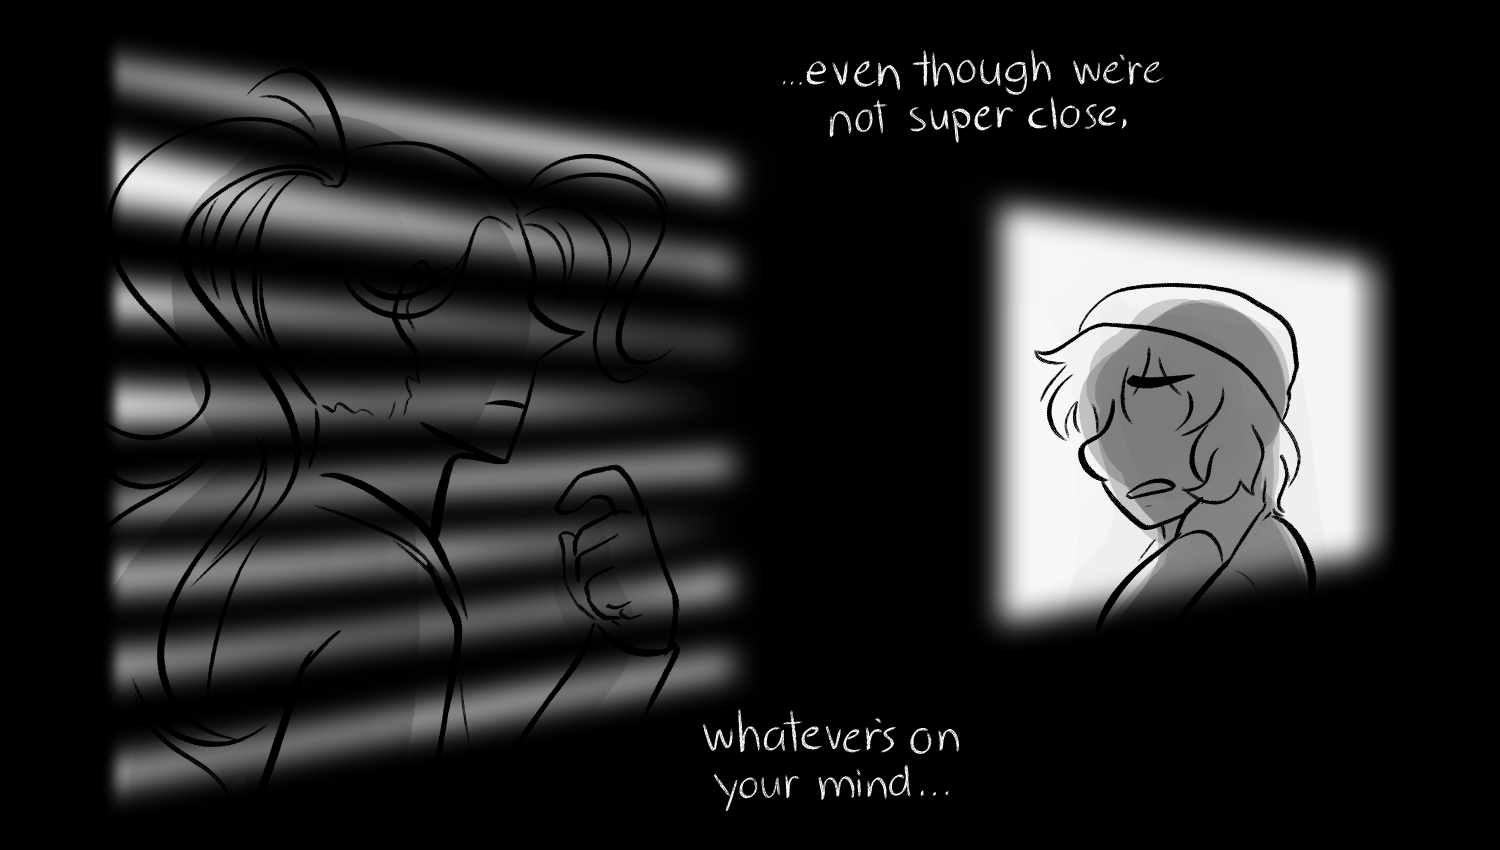 ...even though we're
not super close,
whatever's on
your mind...